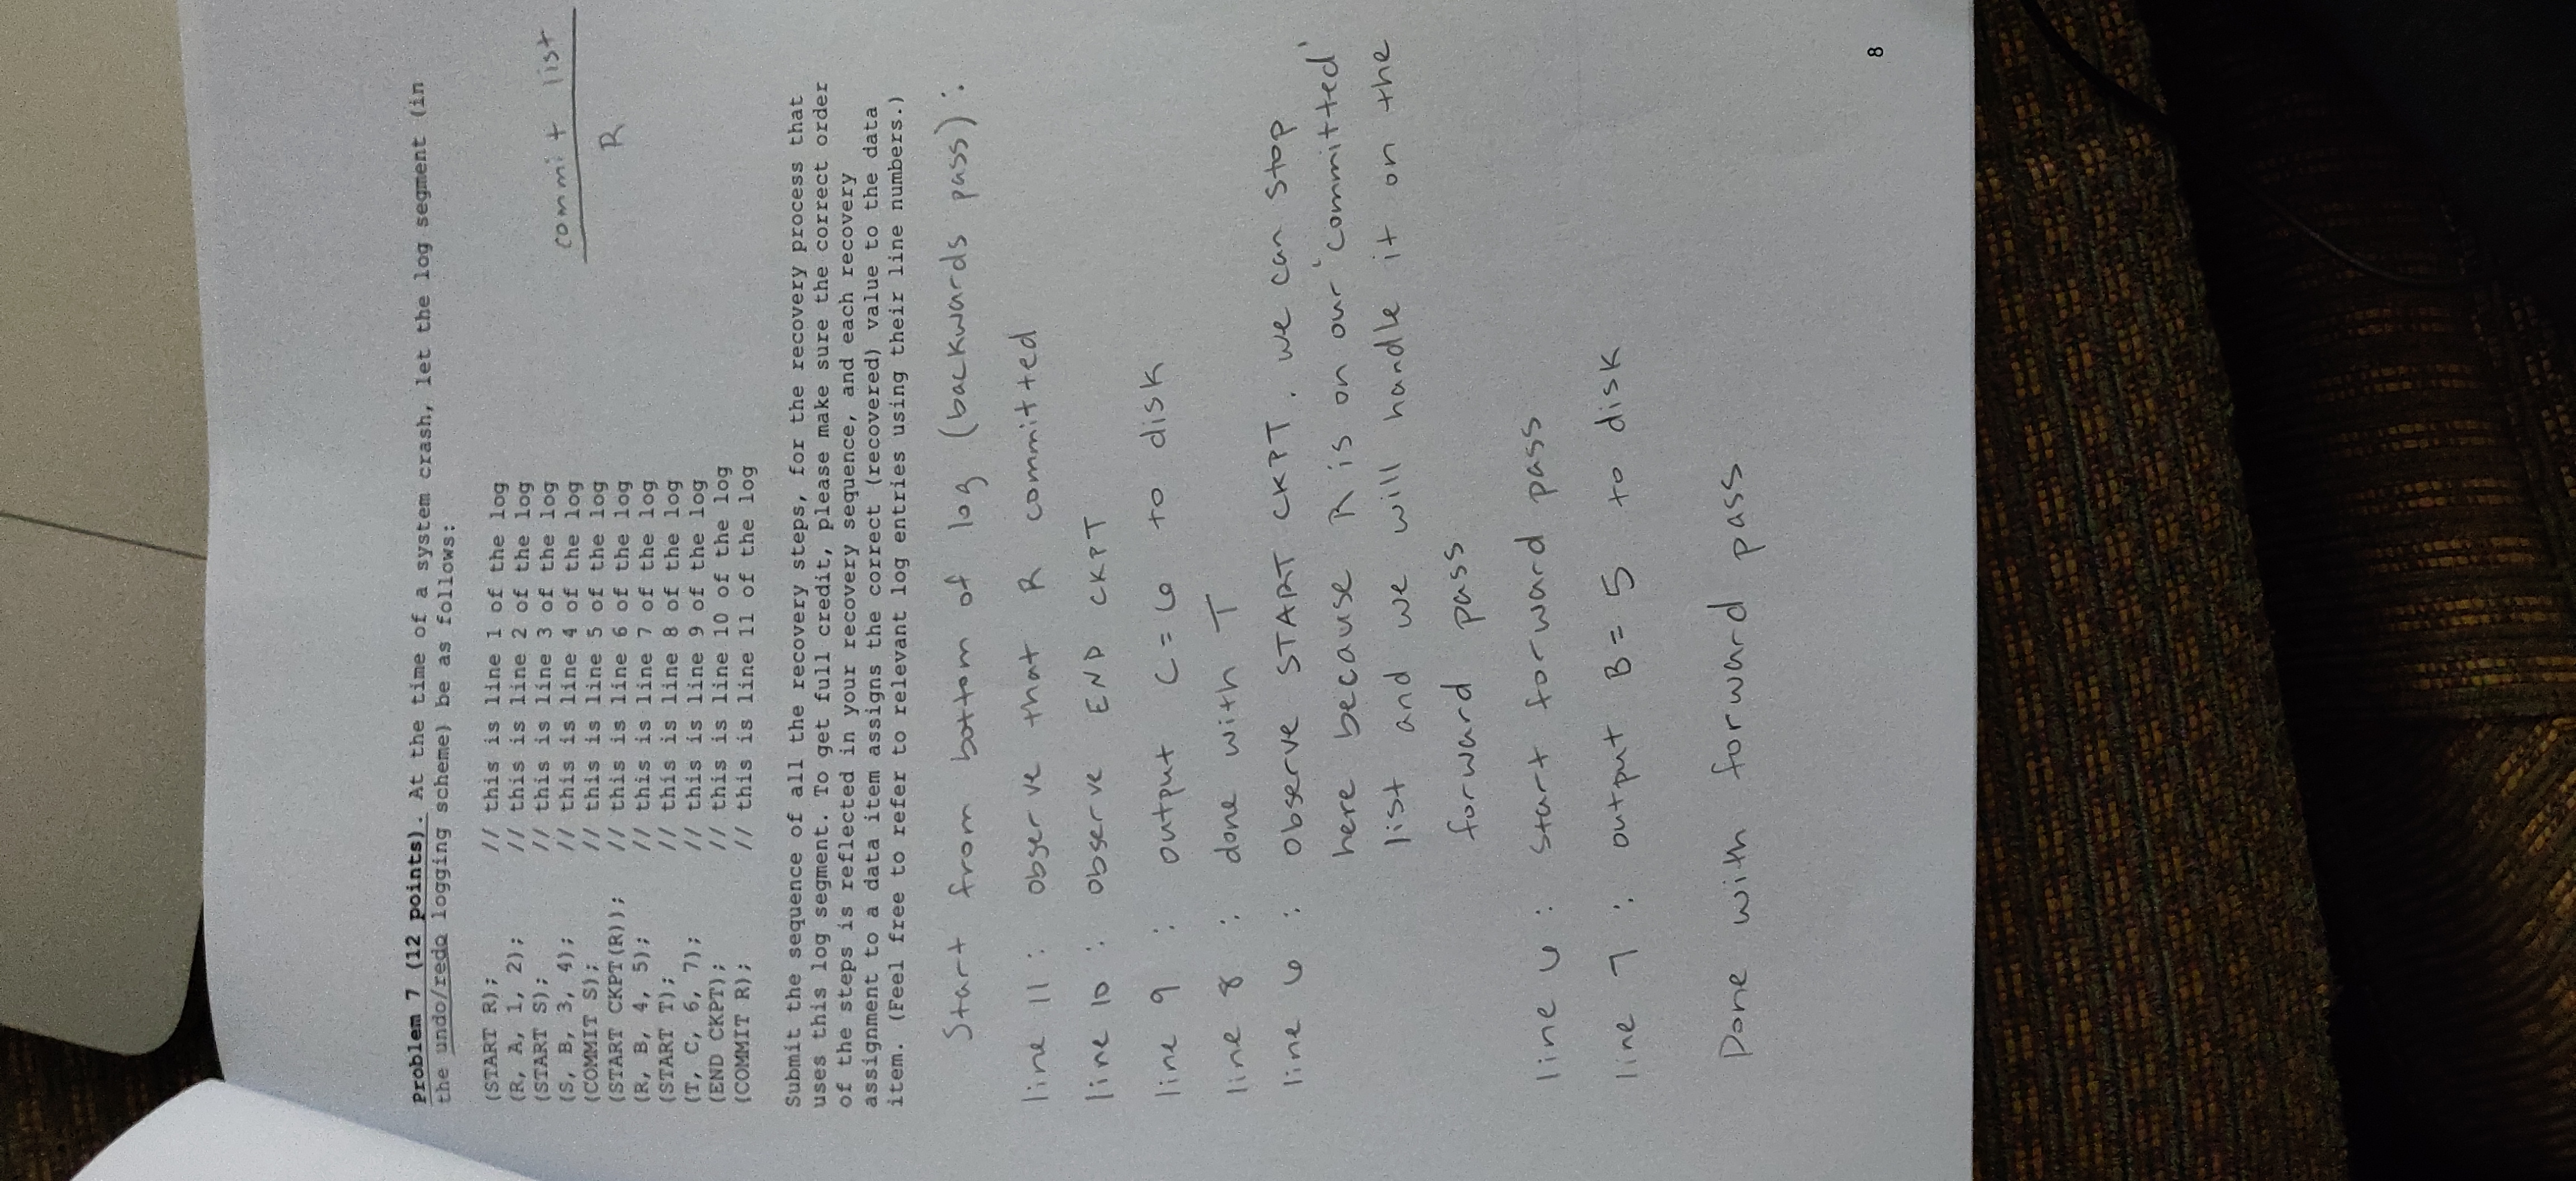 Problem 7 (12 points). At the time of a system crash, let the log segment (in
the undo/redo logging scheme) be as follows:
(START R); // this is line 1 of the log
(R, A, 1, 2); // this is line 2 of the log
(START S); // this is line 3 of the log
(S, B, 3, 4); // this is line 4 of the log
(COMMIT S); // this is line 5 of the log
(START CKPT(R)); // this is line 6 of the log
(R, B, 4, 5); // this is line 7 of the log
(START T); // this is line 8 of the log
(T, C, 6, 7); // this is line 9 of the log
(END CKPT); // this is line 10 of the log
(COMMIT R); // this is line 11 of the log
commit list
R
Submit the sequence of all the recovery steps, for the recovery process that
uses this log segment. To get full credit, please make sure the correct order
of the steps is reflected in your recovery sequence, and each recovery
assignment to a data item assigns the correct (recovered) value to the data
item. (Feel free to refer to relevant log entries using their line numbers.)
Start from bottom of log (backwards pass):
line 11: observe that R committed
line 10: observe END CKPT
line 9: output C=6 to disk
line 8: done with T
line 6: observe START CKPT. we can stop
here because R is on our 'committed'
list and we will handle it on the
forward pass
line 6: start forward pass
line 7: output B=5 to disk
Done with forward pass
8